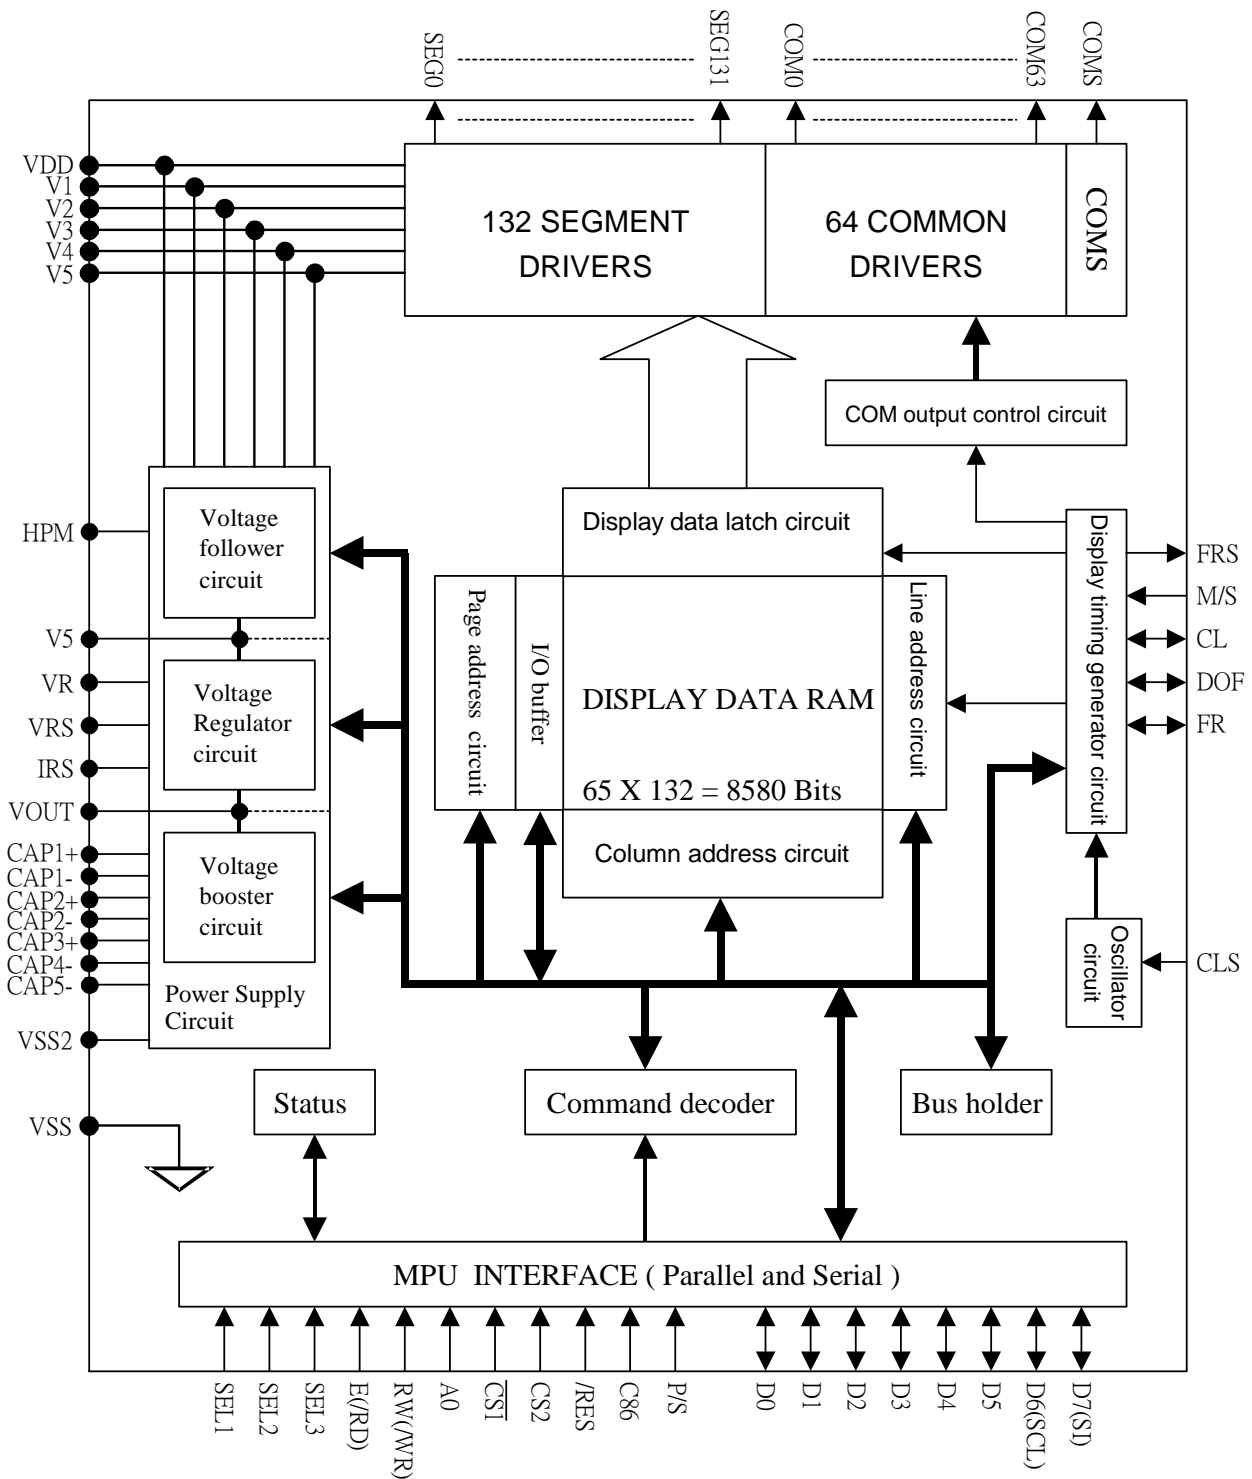 SEG0
SEG131
COM0
COM63
COMS
VDD
V1
V2
V3
V4
V5
132 SEGMENT
DRIVERS
64 COMMON
DRIVERS
COMS
COM output control circuit
HPM
V5
VR
VRS
IRS
VOUT
CAP1+
CAP1-
CAP2+
CAP2-
CAP3+
CAP4-
CAP5-
VSS2
VSS
Voltage
follower
circuit
Voltage
Regulator
circuit
Voltage
booster
circuit
Power Supply
Circuit
Display data latch circuit
Page address circuit
I/O buffer
DISPLAY DATA RAM
65 X 132 = 8580 Bits
Line address circuit
Column address circuit
Display timing generator circuit
FRS
M/S
CL
DOF
FR
Oscillator
circuit
CLS
Status
Command decoder
Bus holder
MPU INTERFACE ( Parallel and Serial )
SEL1
SEL2
SEL3
E(/RD)
RW(/WR)
A0
CS1
CS2
/RES
C86
P/S
D0
D1
D2
D3
D4
D5
D6(SCL)
D7(SI)